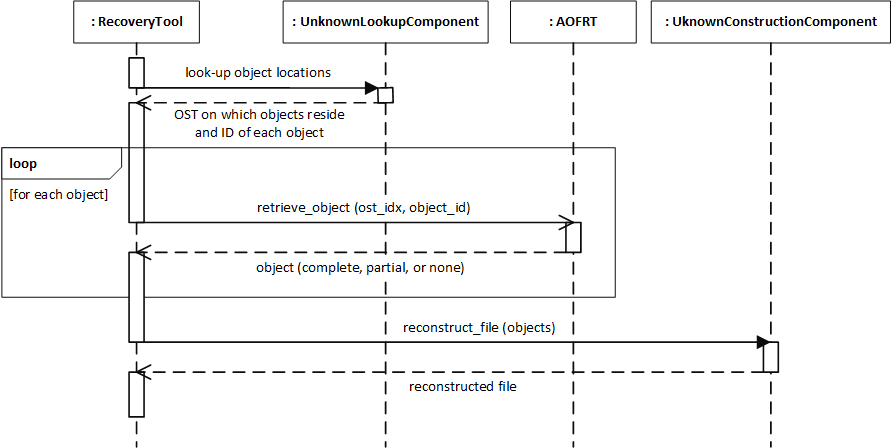 : RecoveryTool
: UnknownLookupComponent
: AOFRT
: UknownConstructionComponent
look-up object locations
OST on which objects reside
and ID of each object
loop
[for each object]
retrieve_object (ost_idx, object_id)
object (complete, partial, or none)
reconstruct_file (objects)
reconstructed file